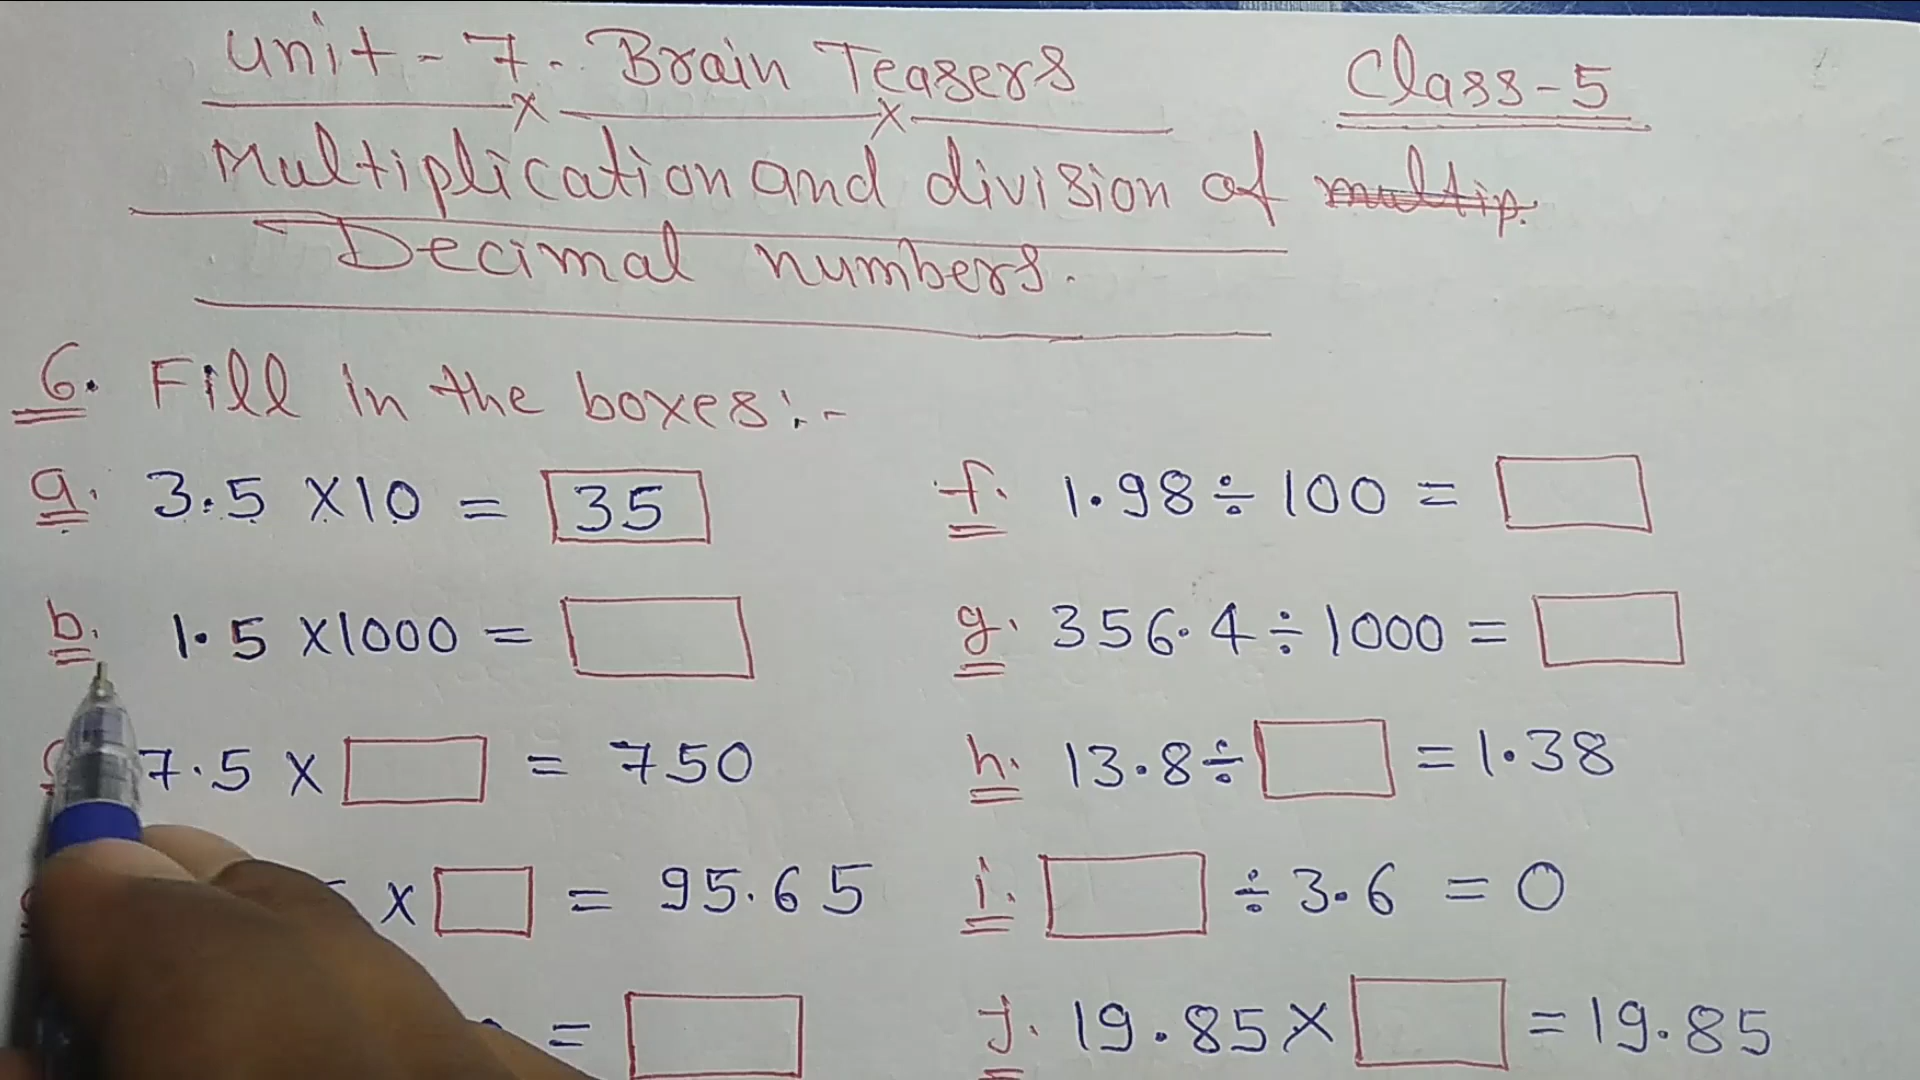 Unit - 7. Brain Teasers
Class-5
Multiplication and division of multip.
Decimal numbers.
6. Fill in the boxes:-
a. 3.5 × 10 = 35
b. 1.5 ×1000 =
7.5 × = 750
× = 95.65
=
f. 1.98 ÷ 100 =
g. 356.4 ÷ 1000 =
h. 13.8 ÷ = 1.38
i. ÷ 3.6 = 0
j. 19.85 × = 19.85